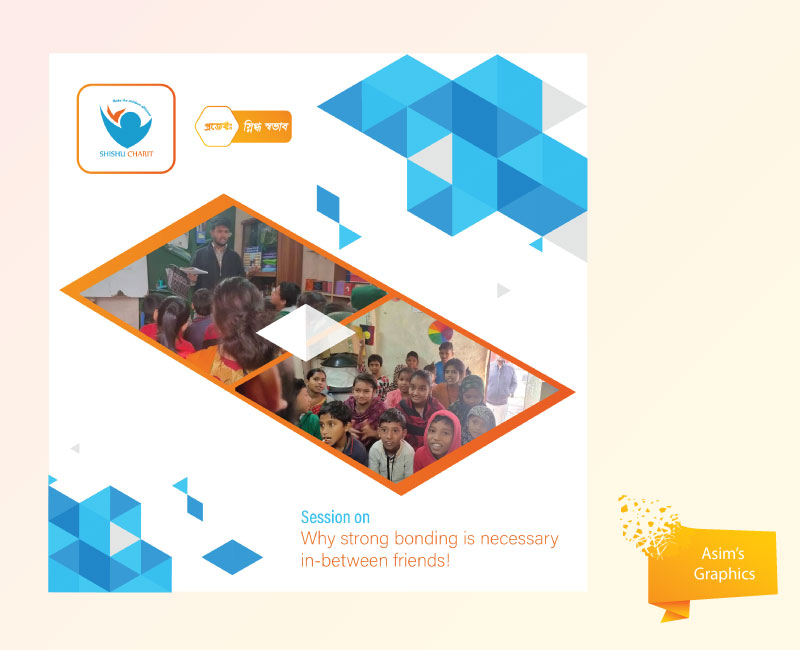 SHISHU CHARIT
প্রজেক্টঃ স্নিগ্ধ স্বভাব
Session on
Why strong bonding is necessary
in-between friends!
Asim's
Graphics